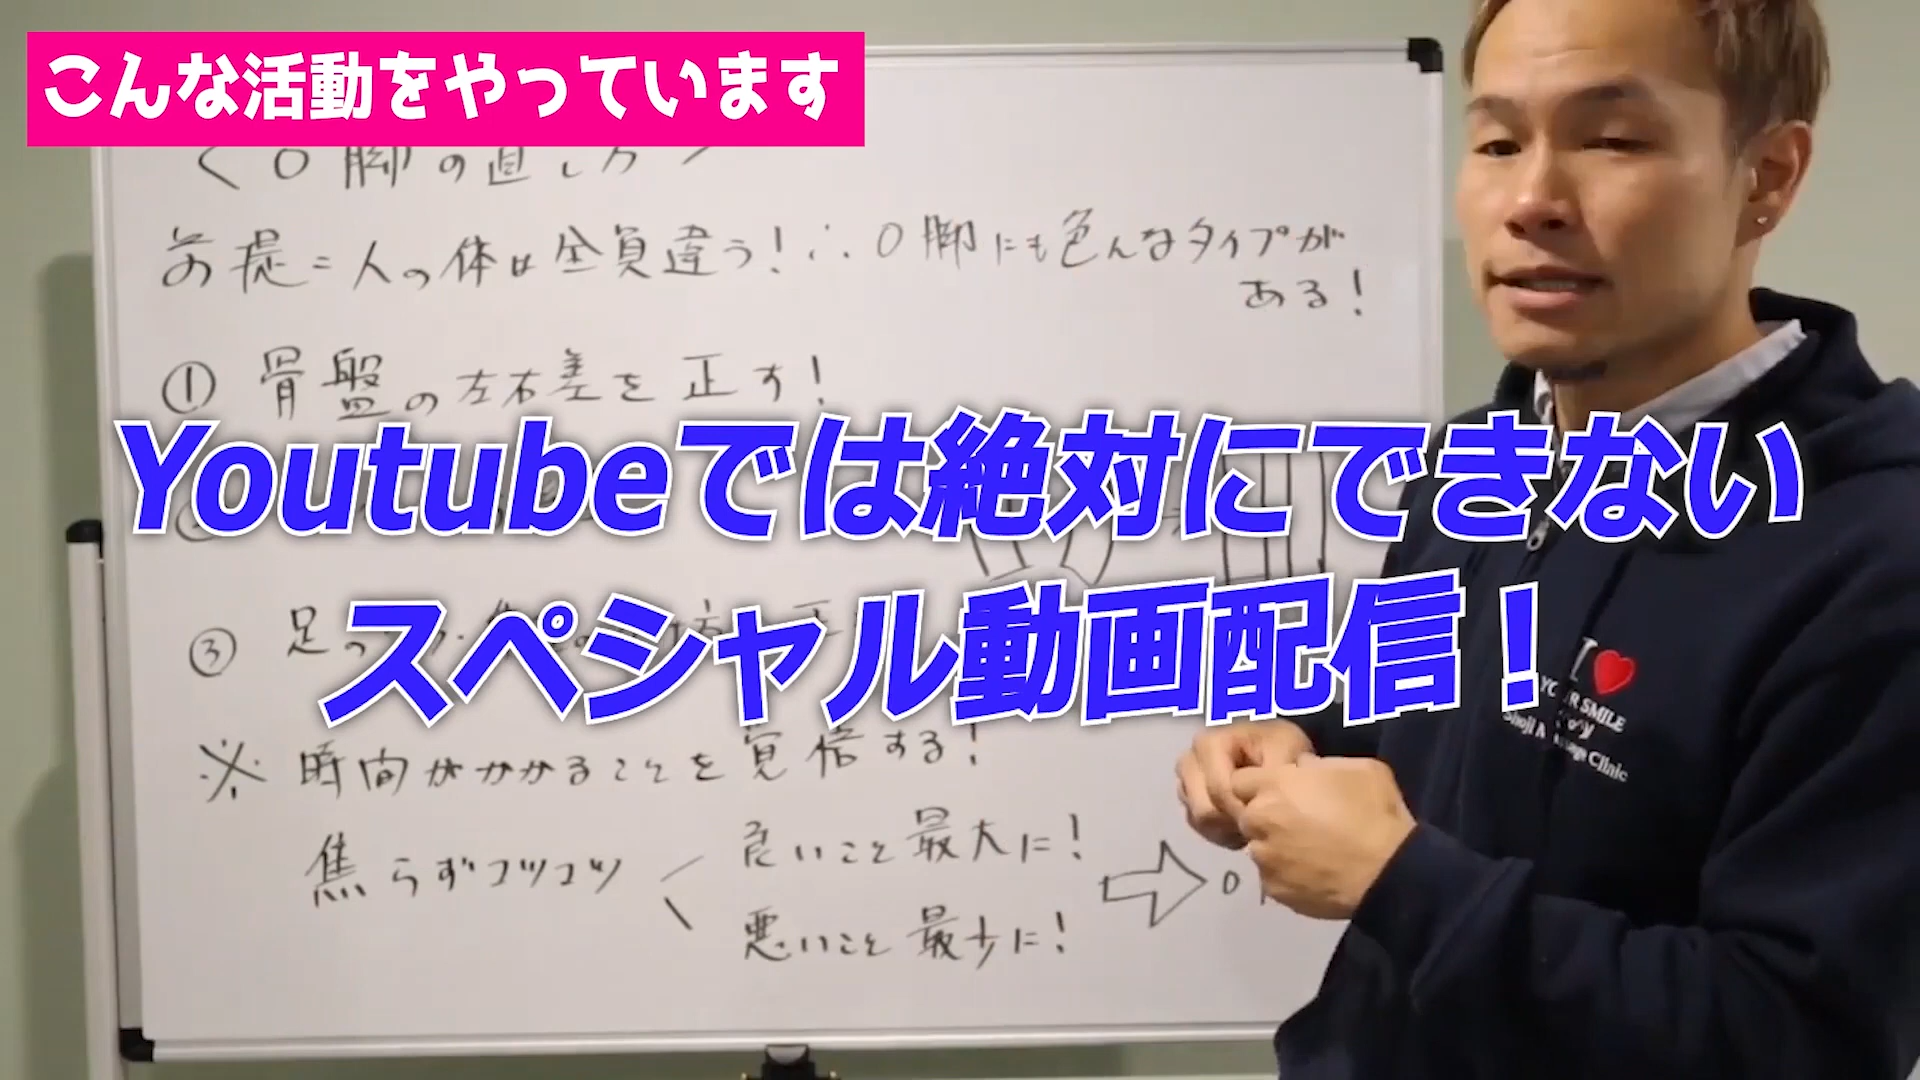 こんな活動をやっています
<O脚の直し方>
前提=人の体は全員違う!∴O脚にも色んなタイプが
ある!
① 骨盤の左右差を正す!
Youtubeでは絶対にできない
②
スペシャル動画配信!
③ 足
※時間がかかることを覚悟する!
焦らずコツコツ
良いこと最大に!
悪いこと最少に!
I
YOUR SMILE
Clinic